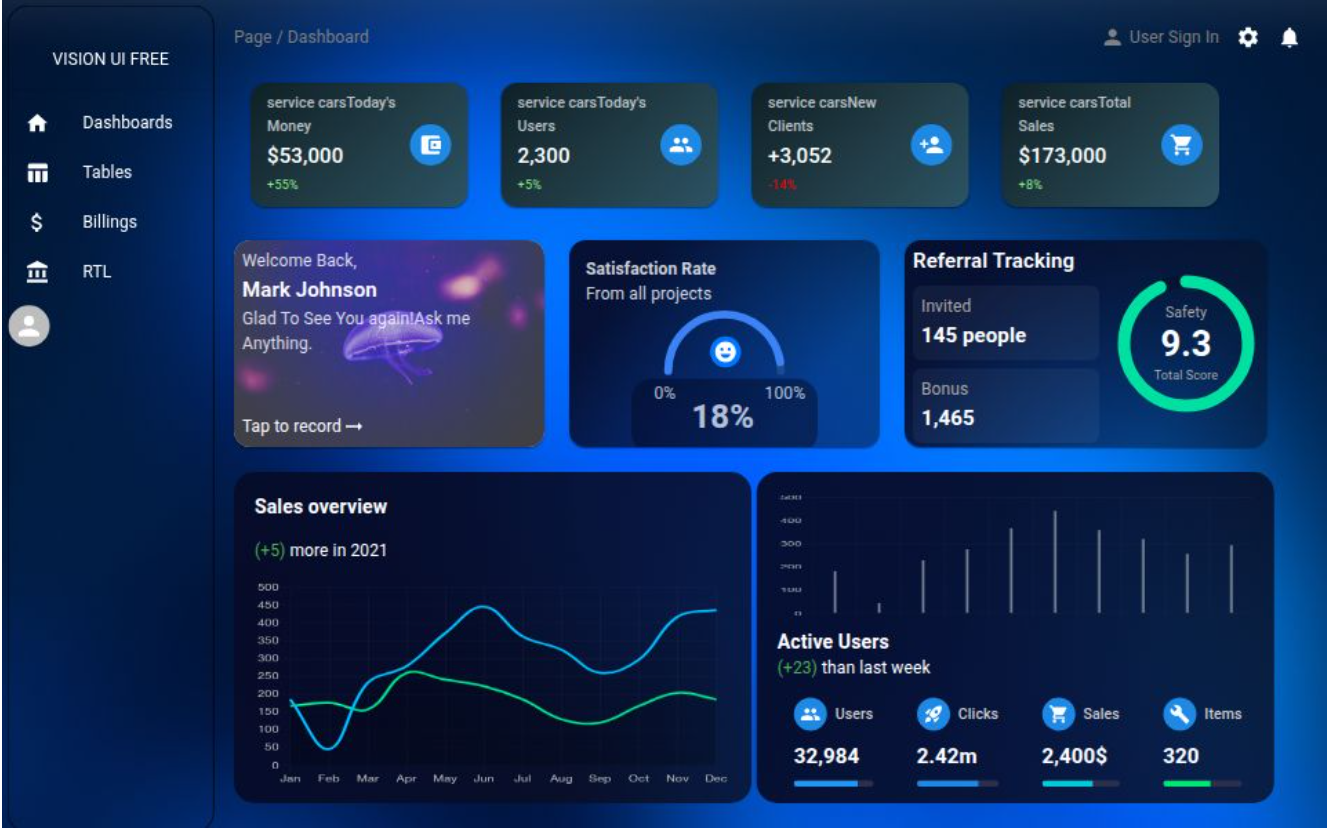 VISION UI FREE
Dashboards
Tables
Billings
RTL
Page / Dashboard
User Sign In
service carsToday's
Money
$53,000
+55%
service carsToday's
Users
2,300
+5%
service carsNew
Clients
+3,052
-14%
service carsTotal
Sales
$173,000
+8%
Welcome Back,
Mark Johnson
Glad To See You again!Ask me
Anything.
Tap to record →
Satisfaction Rate
From all projects
0%
100%
18%
Referral Tracking
Invited
145 people
Bonus
1,465
Safety
9.3
Total Score
Sales overview
(+5) more in 2021
500
450
400
350
300
250
200
150
100
50
0
Jan Feb Mar Apr May Jun Jul Aug Sep Oct Nov Dec
500
400
300
200
100
0
Active Users
(+23) than last week
Users
32,984
Clicks
2.42m
Sales
2,400$
Items
320